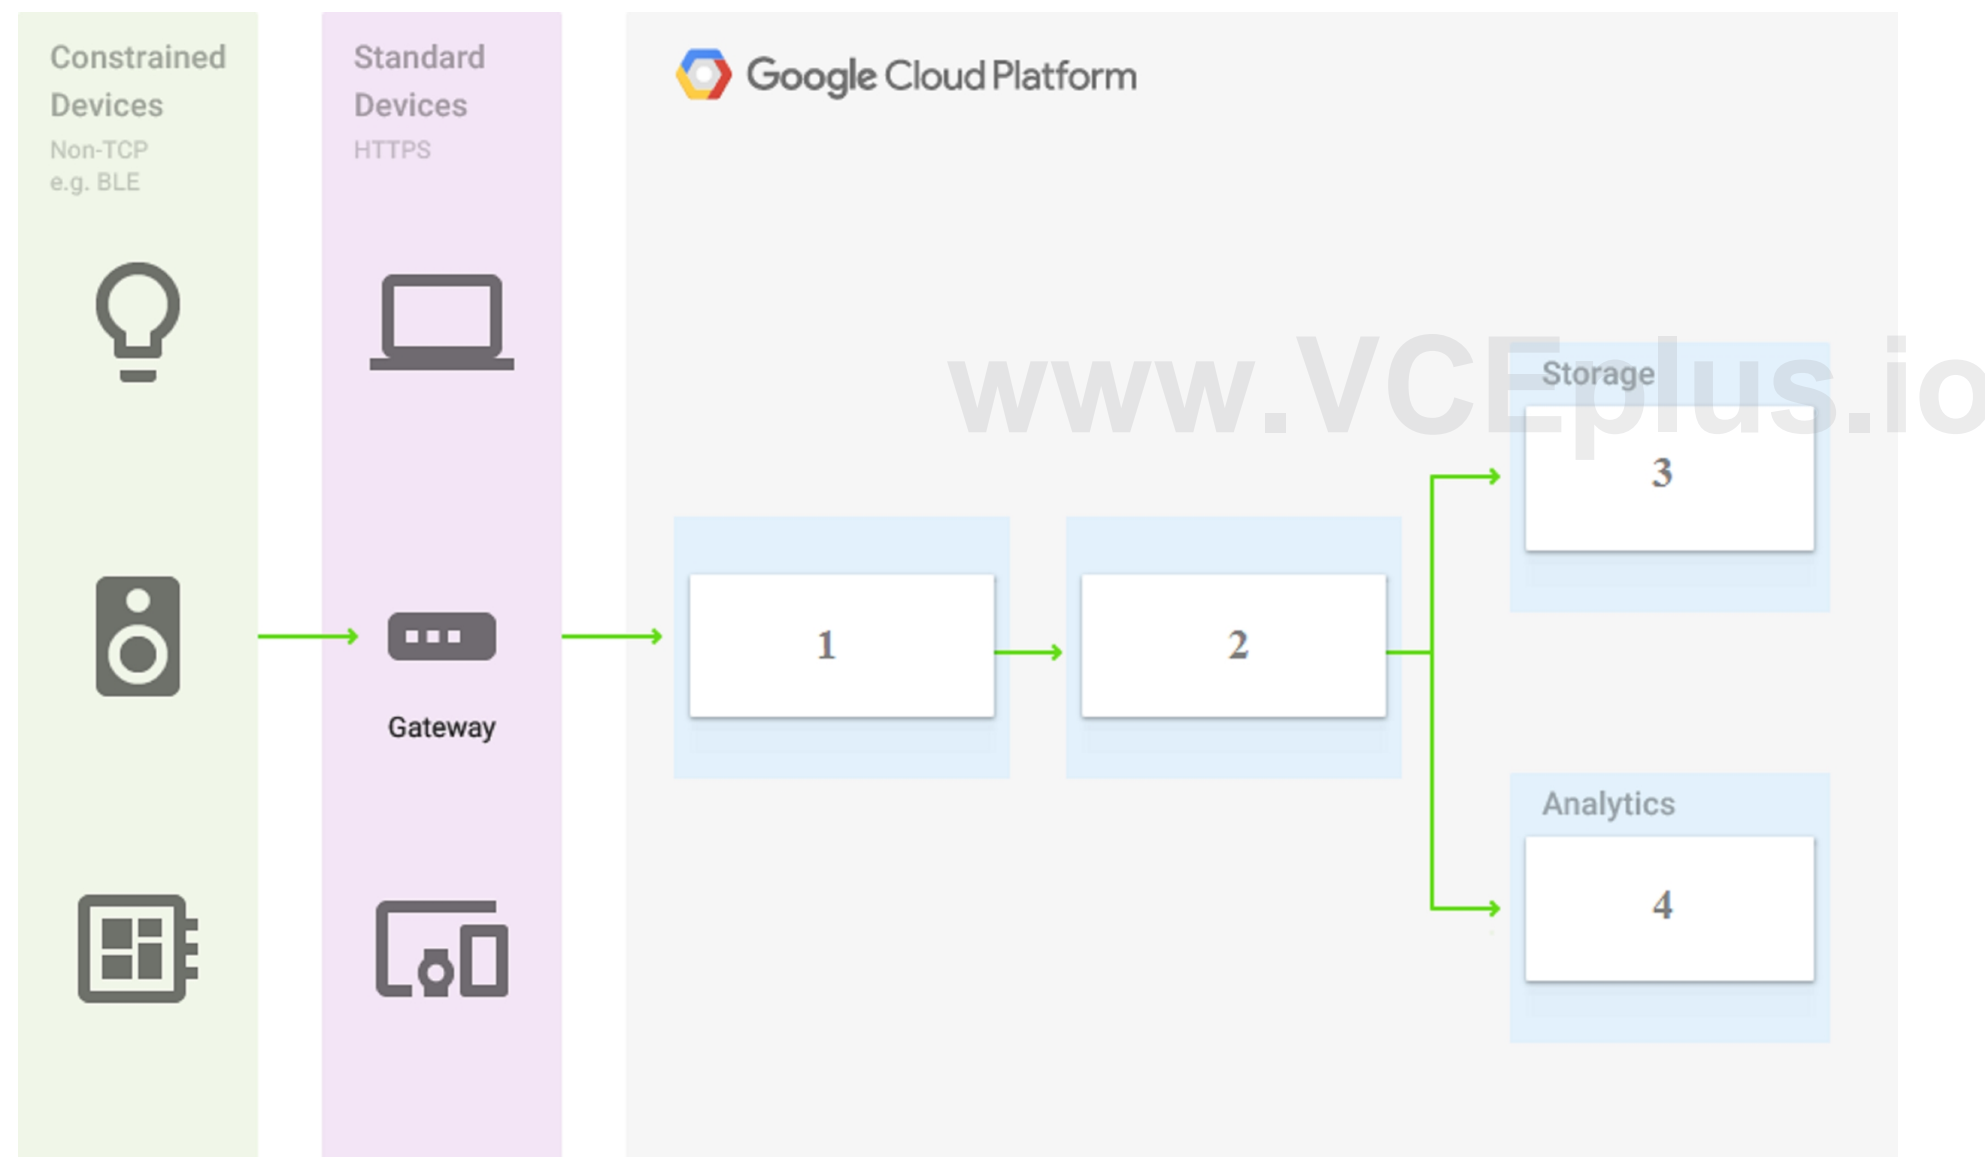 Constrained
Devices
Non-TCP
e.g. BLE
Standard
Devices
HTTPS
Gateway
Google Cloud Platform
www.VCEplus.io
1
2
Storage
3
Analytics
4